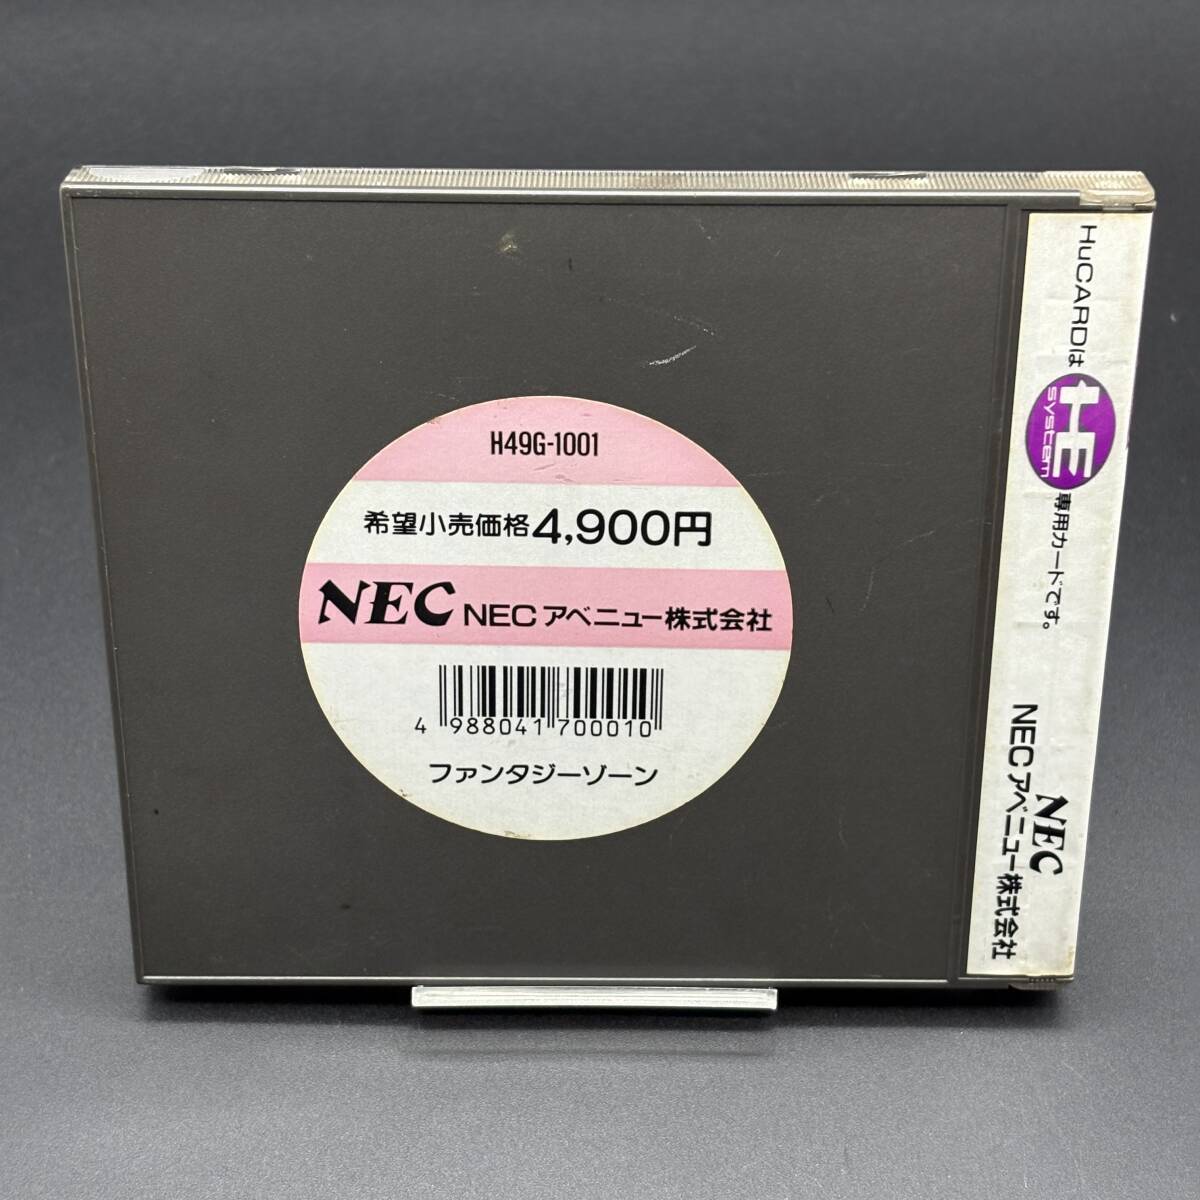 H49G-1001
希望小売価格4,900円
NEC NECアベニュー株式会社
4 988041 700010
ファンタジーゾーン
HuCARDは HE system 専用カードです。
NEC
NECアベニュー株式会社